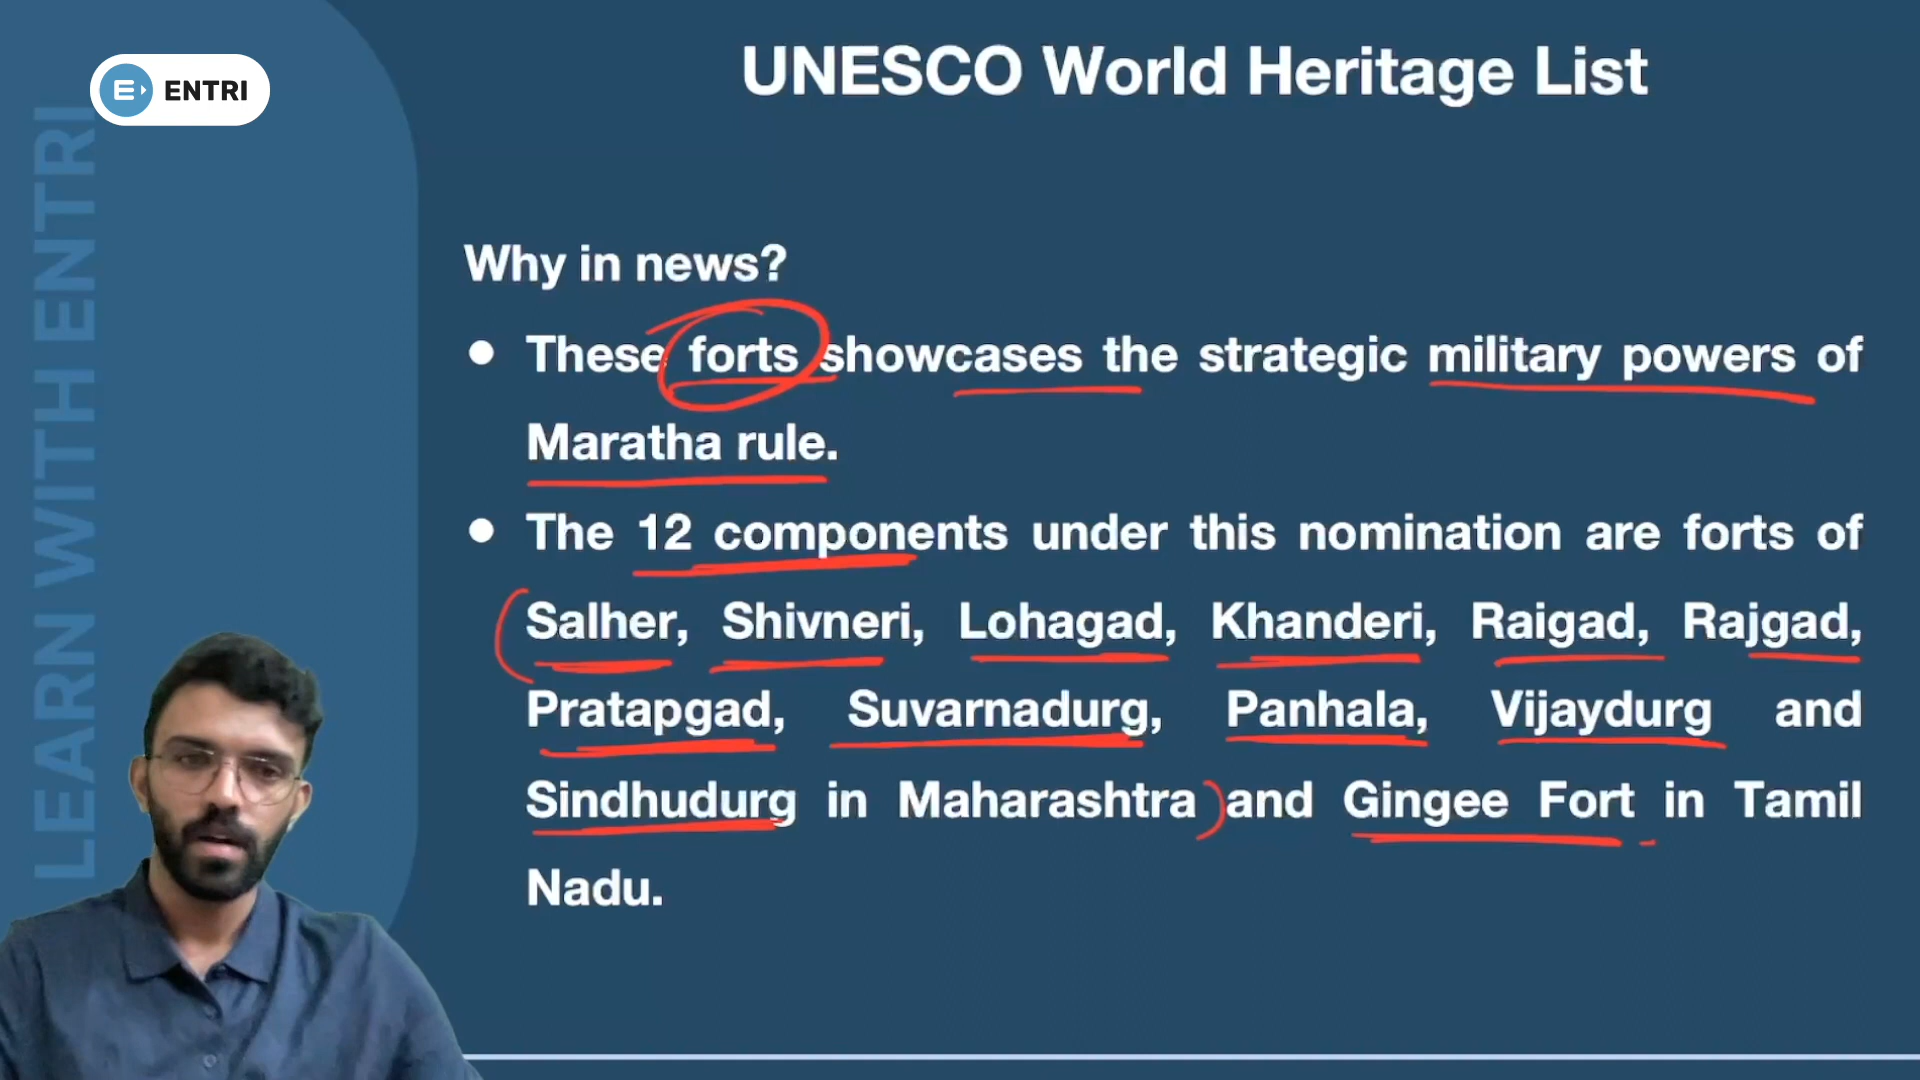 ENTRI
LEARN WITH ENTRI
UNESCO World Heritage List
Why in news?
● These forts showcases the strategic military powers of
Maratha rule.
● The 12 components under this nomination are forts of
Salher, Shivneri, Lohagad, Khanderi, Raigad, Rajgad,
Pratapgad, Suvarnadurg, Panhala, Vijaydurg and
Sindhudurg in Maharashtra and Gingee Fort in Tamil
Nadu.